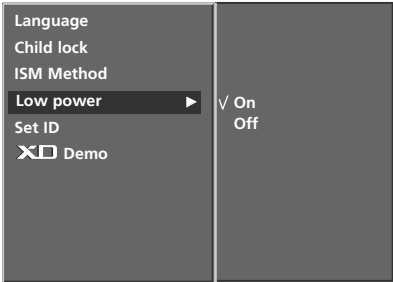 Language
Child lock
ISM Method
Low power
Set ID
XD Demo
√ On
Off